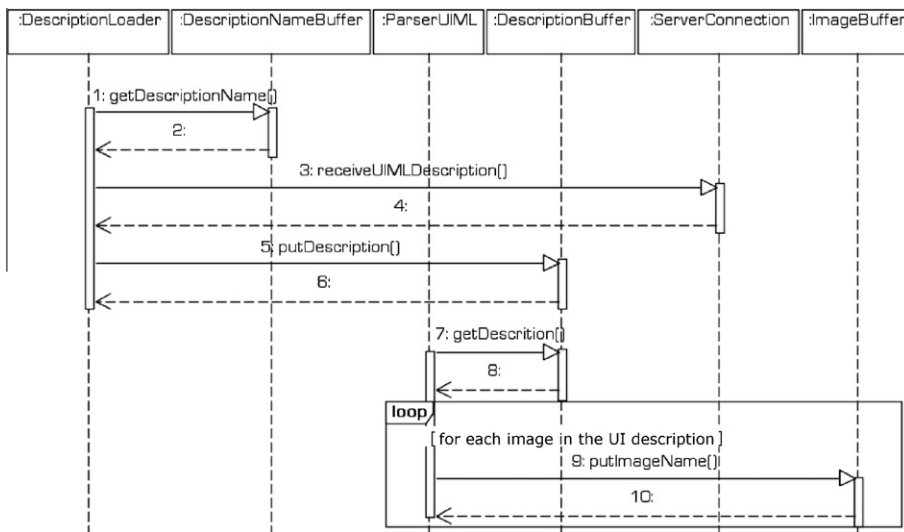 :DescriptionLoader
:DescriptionNameBuffer
:ParserUIML
:DescriptionBuffer
:ServerConnection
:ImageBuffer
1: getDescriptionName()
2:
3: receiveUIMLDescription()
4:
5: putDescription()
6:
7: getDescrition()
8:
loop
[for each image in the UI description]
9: putImageName()
10: